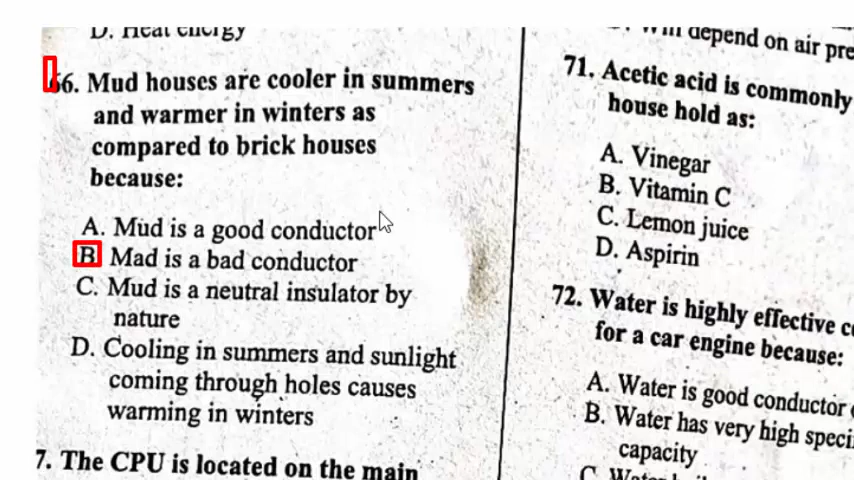 D. Heat energy
66. Mud houses are cooler in summers
and warmer in winters as
compared to brick houses
because:
A. Mud is a good conductor
B Mad is a bad conductor
C. Mud is a neutral insulator by
nature
D. Cooling in summers and sunlight
coming through holes causes
warming in winters
7. The CPU is located on the main
Will depend on air pre
71. Acetic acid is commonly
house hold as:
A. Vinegar
B. Vitamin C
C. Lemon juice
D. Aspirin
72. Water is highly effective c
for a car engine because:
A. Water is good conductor
B. Water has very high speci
capacity
C. Water